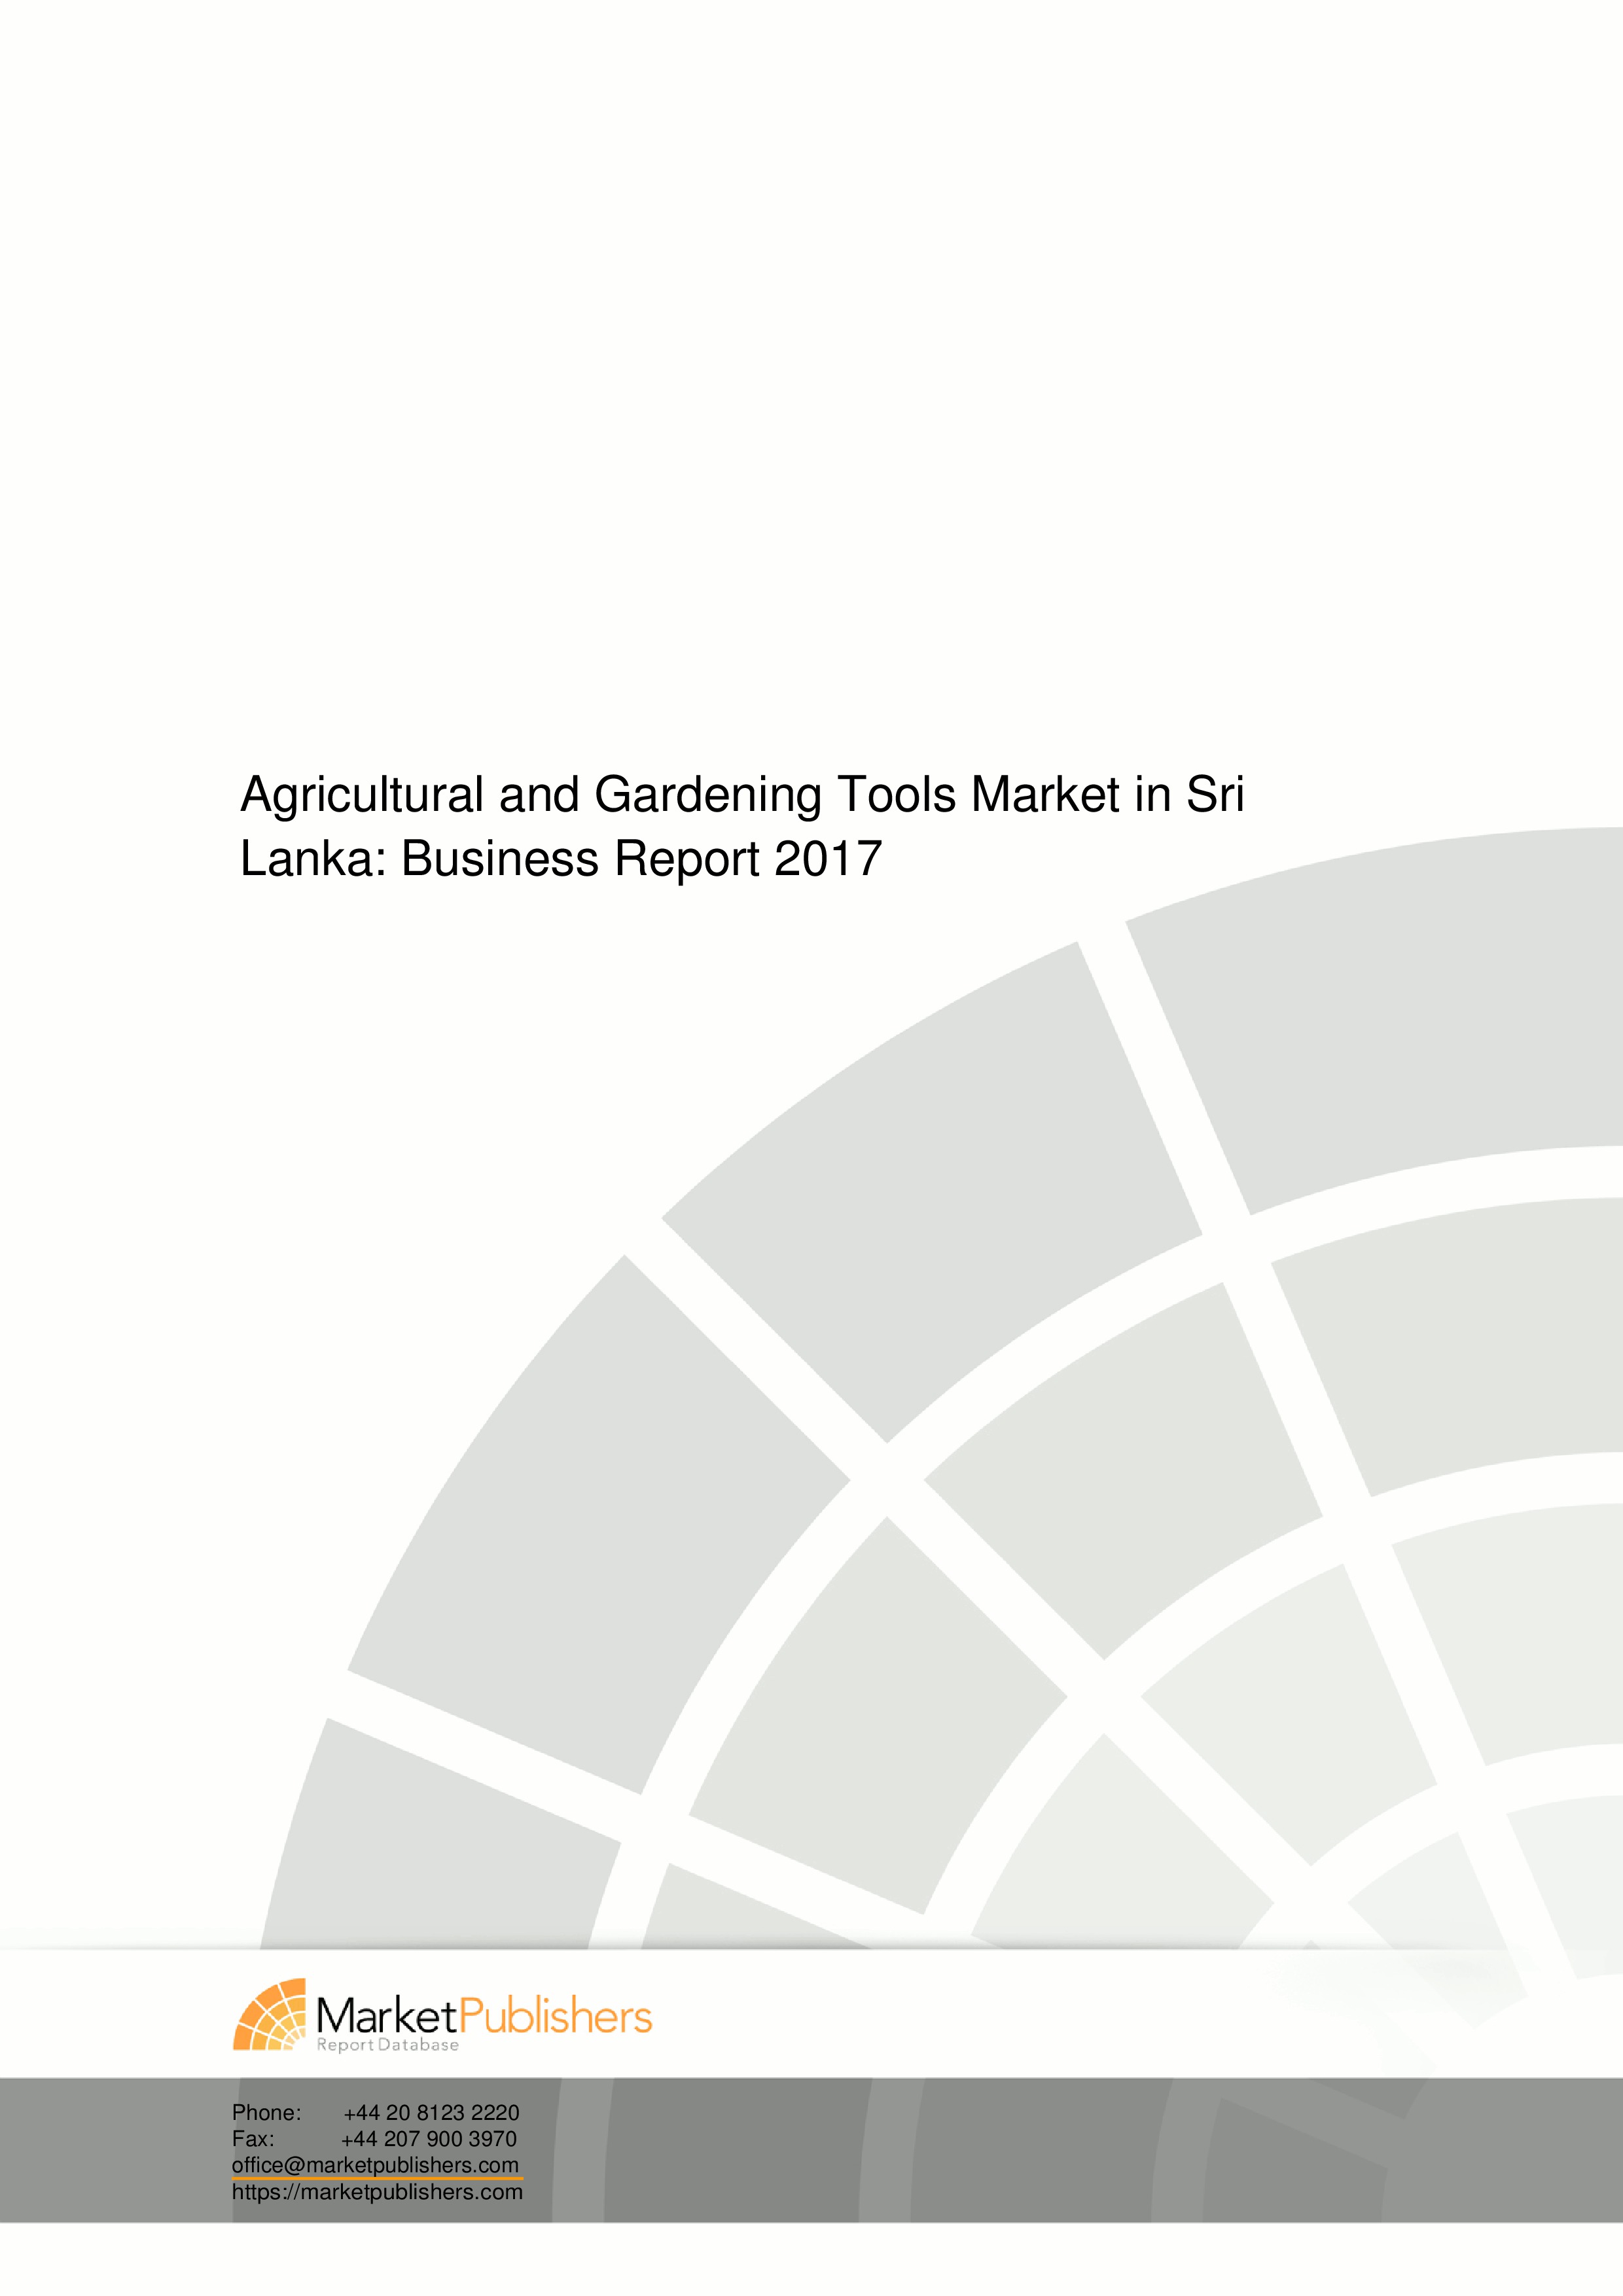 Agricultural and Gardening Tools Market in Sri
Lanka: Business Report 2017
MarketPublishers
Report Database
Phone: +44 20 8123 2220
Fax: +44 207 900 3970
office@marketpublishers.com
https://marketpublishers.com